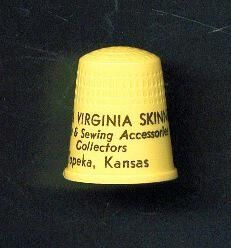 VIRGINIA SKINN
& Sewing Accessories
Collectors
opeka, Kansas